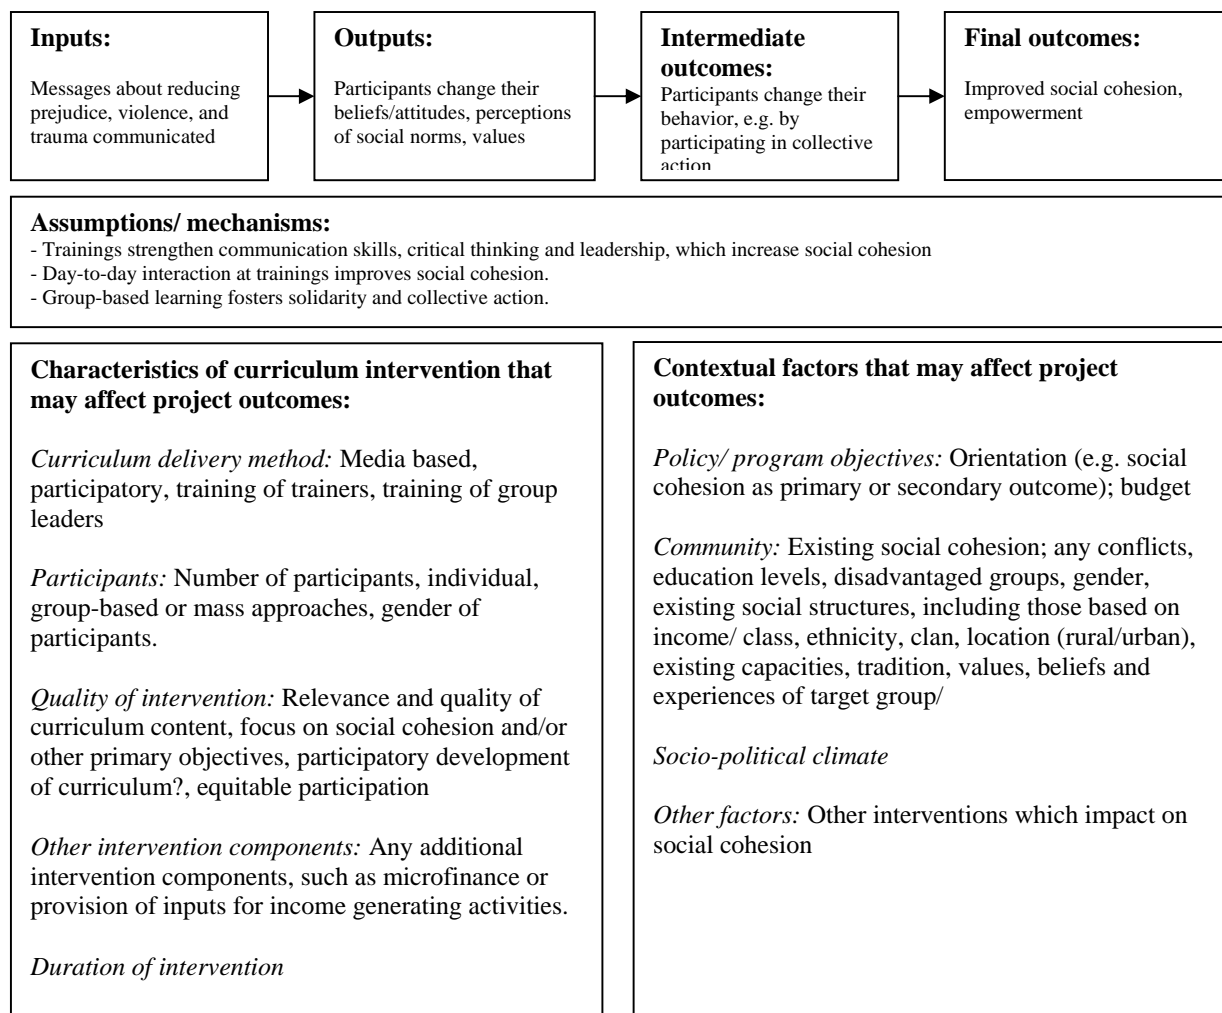 Inputs:
Messages about reducing
prejudice, violence, and
trauma communicated
Outputs:
Participants change their
beliefs/attitudes, perceptions
of social norms, values
Intermediate
outcomes:
Participants change their
behavior, e.g. by
participating in collective
action
Final outcomes:
Improved social cohesion,
empowerment
Assumptions/ mechanisms:
- Trainings strengthen communication skills, critical thinking and leadership, which increase social cohesion
- Day-to-day interaction at trainings improves social cohesion.
- Group-based learning fosters solidarity and collective action.
Characteristics of curriculum intervention that
may affect project outcomes:
Curriculum delivery method: Media based,
participatory, training of trainers, training of group
leaders
Participants: Number of participants, individual,
group-based or mass approaches, gender of
participants.
Quality of intervention: Relevance and quality of
curriculum content, focus on social cohesion and/or
other primary objectives, participatory development
of curriculum?, equitable participation
Other intervention components: Any additional
intervention components, such as microfinance or
provision of inputs for income generating activities.
Duration of intervention
Contextual factors that may affect project
outcomes:
Policy/ program objectives: Orientation (e.g. social
cohesion as primary or secondary outcome); budget
Community: Existing social cohesion; any conflicts,
education levels, disadvantaged groups, gender,
existing social structures, including those based on
income/ class, ethnicity, clan, location (rural/urban),
existing capacities, tradition, values, beliefs and
experiences of target group/
Socio-political climate
Other factors: Other interventions which impact on
social cohesion